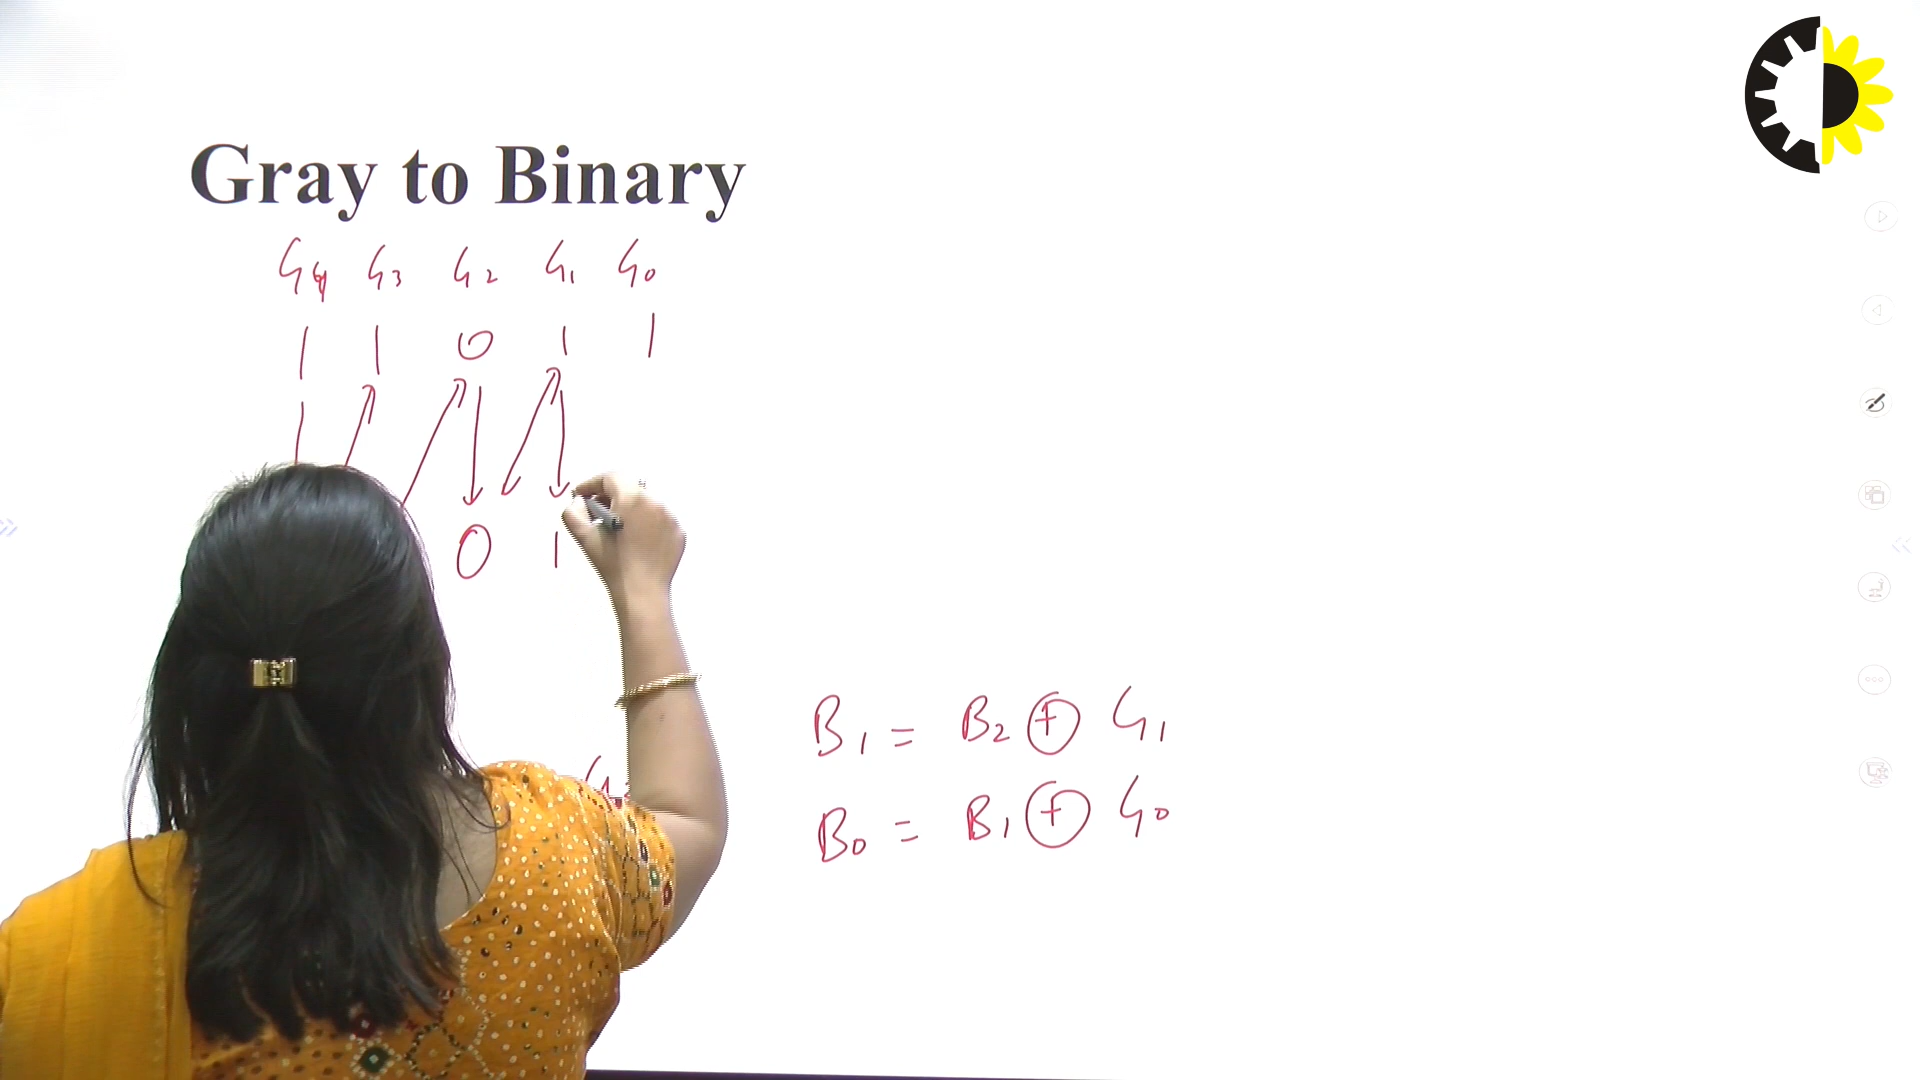 Gray to Binary
G4 G3 G2 G1 G0
1 1 0 1 1
0 1
B1 = B2 ⊕ G1
B0 = B1 ⊕ G0